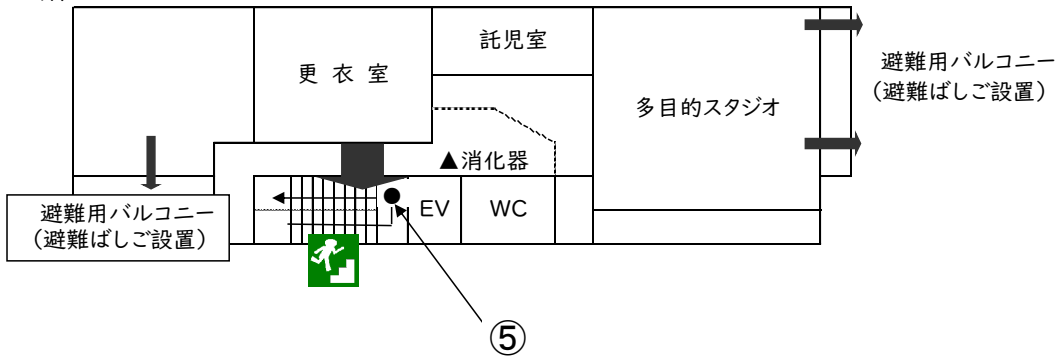 託児室
更衣室
避難用バルコニー
(避難ばしご設置)
多目的スタジオ
▲消化器
EV
WC
避難用バルコニー
(避難ばしご設置)
⑤